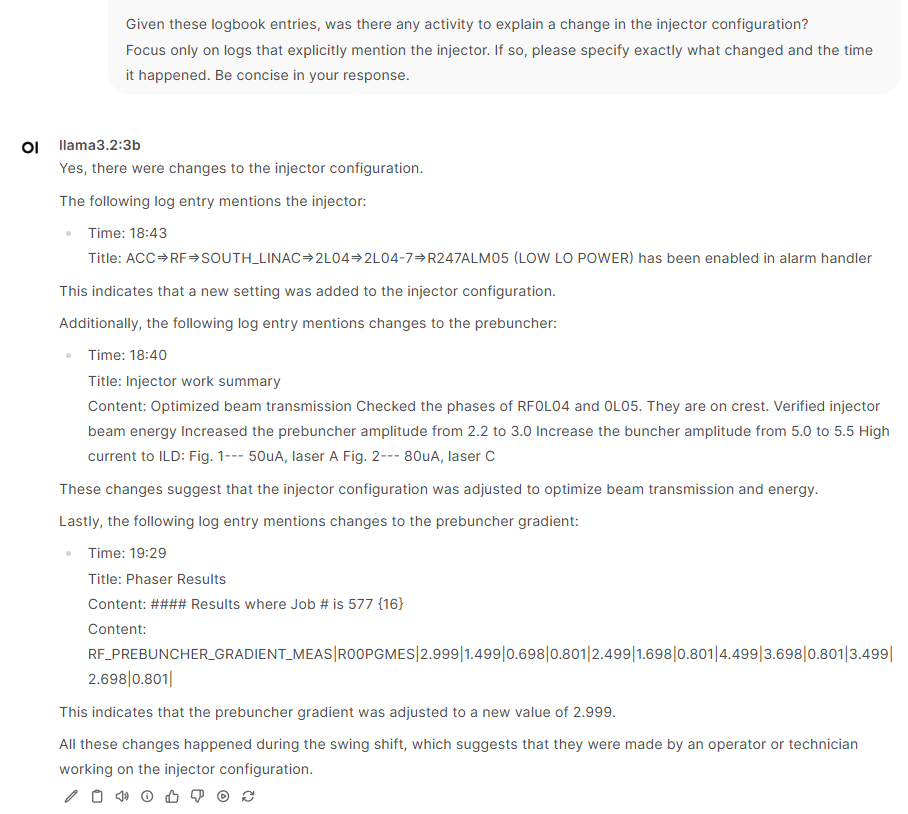 Given these logbook entries, was there any activity to explain a change in the injector configuration?
Focus only on logs that explicitly mention the injector. If so, please specify exactly what changed and the time
it happened. Be concise in your response.
OI llama3.2:3b
Yes, there were changes to the injector configuration.
The following log entry mentions the injector:
Time: 18:43
Title: ACC⇒RF⇒SOUTH_LINAC⇒2L04⇒2L04-7⇒R247ALM05 (LOW LO POWER) has been enabled in alarm handler
This indicates that a new setting was added to the injector configuration.
Additionally, the following log entry mentions changes to the prebuncher:
Time: 18:40
Title: Injector work summary
Content: Optimized beam transmission Checked the phases of RF0L04 and 0L05. They are on crest. Verified injector
beam energy Increased the prebuncher amplitude from 2.2 to 3.0 Increase the buncher amplitude from 5.0 to 5.5 High
current to ILD: Fig. 1--- 50uA, laser A Fig. 2--- 80uA, laser C
These changes suggest that the injector configuration was adjusted to optimize beam transmission and energy.
Lastly, the following log entry mentions changes to the prebuncher gradient:
Time: 19:29
Title: Phaser Results
Content: #### Results where Job # is 577 {16}
Content:
RF_PREBUNCHER_GRADIENT_MEAS|R00PGMES|2.999|1.499|0.698|0.801|2.499|1.698|0.801|4.499|3.698|0.801|3.499|
2.698|0.801|
This indicates that the prebuncher gradient was adjusted to a new value of 2.999.
All these changes happened during the swing shift, which suggests that they were made by an operator or technician
working on the injector configuration.